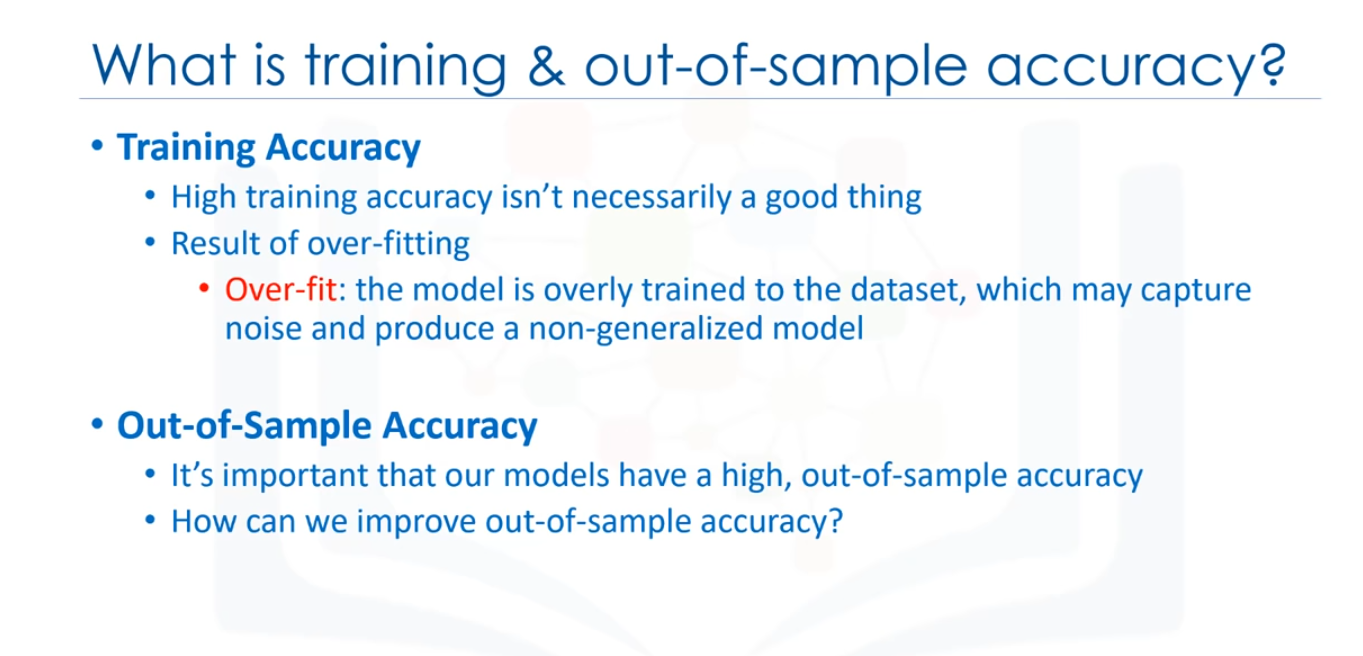 What is training & out-of-sample accuracy?
• Training Accuracy
• High training accuracy isn’t necessarily a good thing
• Result of over-fitting
• Over-fit: the model is overly trained to the dataset, which may capture
noise and produce a non-generalized model
• Out-of-Sample Accuracy
• It’s important that our models have a high, out-of-sample accuracy
• How can we improve out-of-sample accuracy?